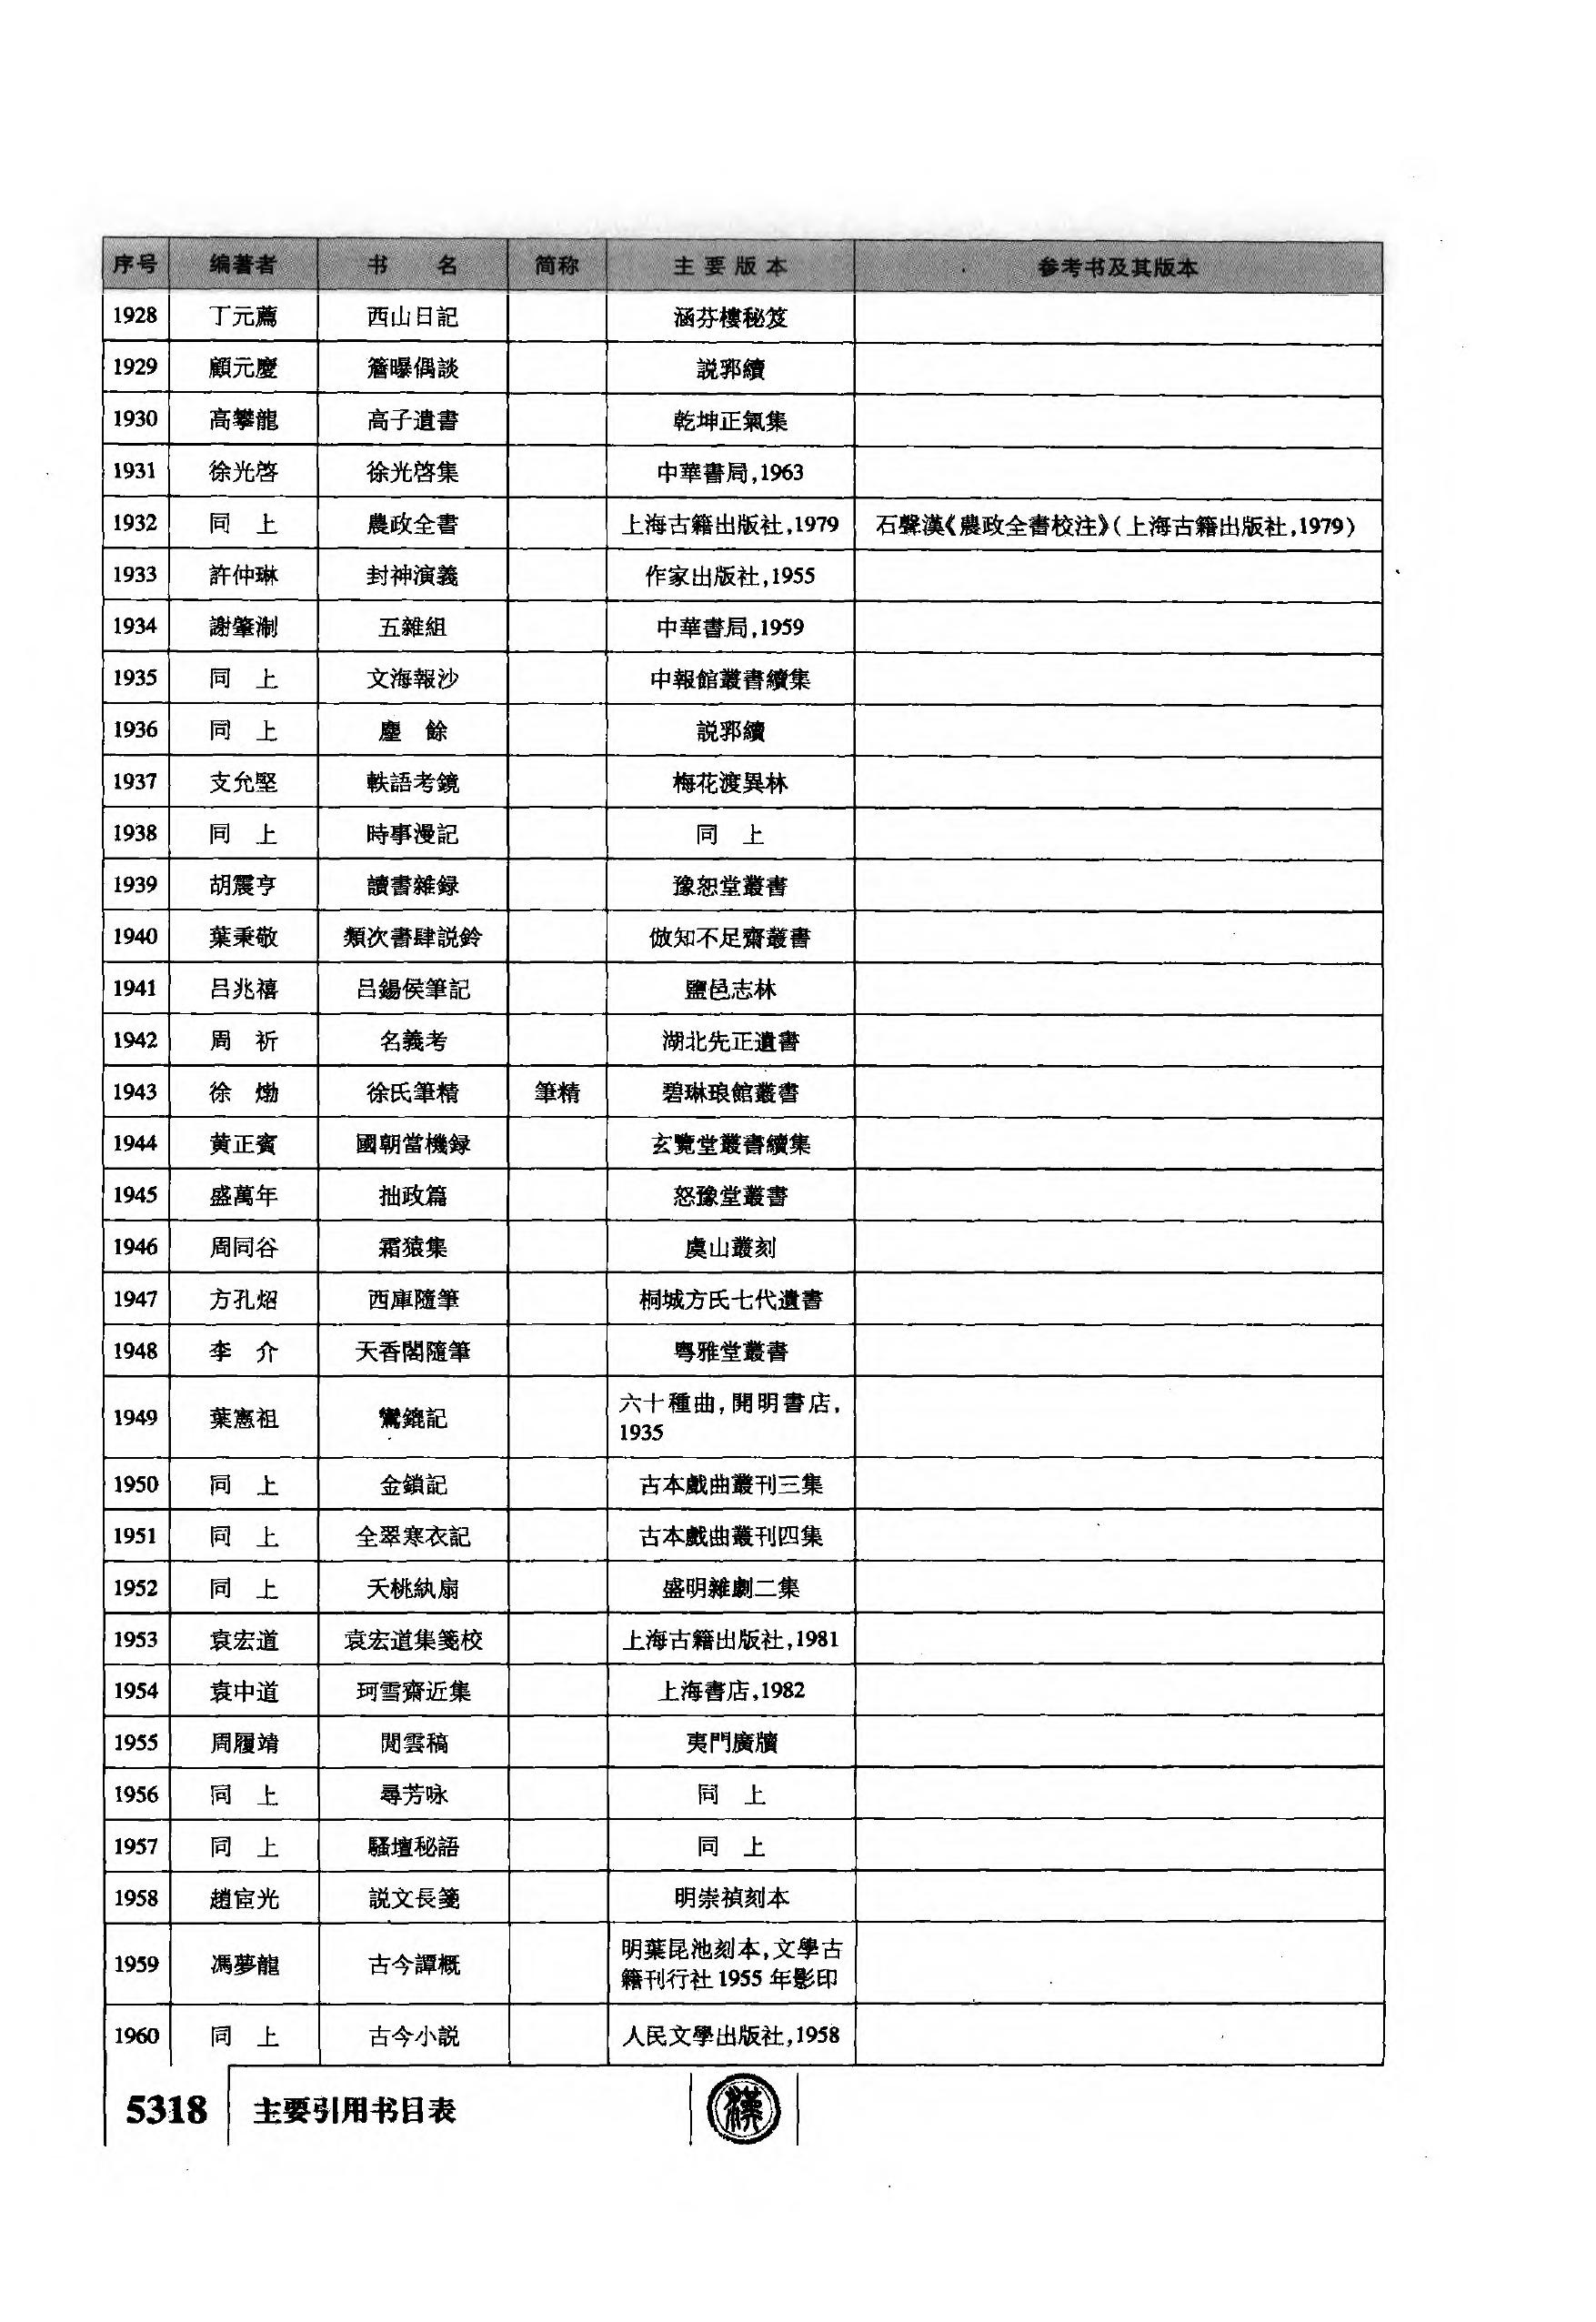 序号 编著者 书 名 简称 主要版本 参考书及其版本
1928 丁元薦 西山日記 涵芬樓秘笈
1929 顧元慶 簷曝偶談 説郛續
1930 高攀龍 高子遺書 乾坤正氣集
1931 徐光啓 徐光啓集 中華書局,1963
1932 同 上 農政全書 上海古籍出版社,1979 石聲漢《農政全書校注》(上海古籍出版社,1979)
1933 許仲琳 封神演義 作家出版社,1955
1934 謝肇淛 五雜組 中華書局,1959
1935 同 上 文海報沙 申報館叢書續集
1936 同 上 麈 餘 説郛續
1937 支允堅 軼語考鏡 梅花渡異林
1938 同 上 時事漫記 同 上
1939 胡震亨 讀書雜録 豫恕堂叢書
1940 葉秉敬 類次書肆説鈴 倣知不足齋叢書
1941 吕兆禧 吕錫侯筆記 鹽邑志林
1942 周 祈 名義考 湖北先正遺書
1943 徐 𤊹 徐氏筆精 筆精 碧琳琅館叢書
1944 黄正賓 國朝當機録 玄覽堂叢書續集
1945 盛萬年 拙政篇 恕豫堂叢書
1946 周同谷 霜猿集 虞山叢刻
1947 方孔炤 西庫隨筆 桐城方氏七代遺書
1948 李 介 天香閣隨筆 粤雅堂叢書
1949 葉憲祖 鸞鎞記 六十種曲,開明書店,
1935
1950 同 上 金鎖記 古本戲曲叢刊三集
1951 同 上 全翠寒衣記 古本戲曲叢刊四集
1952 同 上 夭桃紈扇 盛明雜劇二集
1953 袁宏道 袁宏道集箋校 上海古籍出版社,1981
1954 袁中道 珂雪齋近集 上海書店,1982
1955 周履靖 閒雲稿 夷門廣牘
1956 同 上 尋芳咏 同 上
1957 同 上 騷壇秘語 同 上
1958 趙宧光 説文長箋 明崇禎刻本
1959 馮夢龍 古今譚概 明葉昆池刻本,文學古
籍刊行社1955年影印
1960 同 上 古今小説 人民文學出版社,1958
5318 主要引用书目表 漢